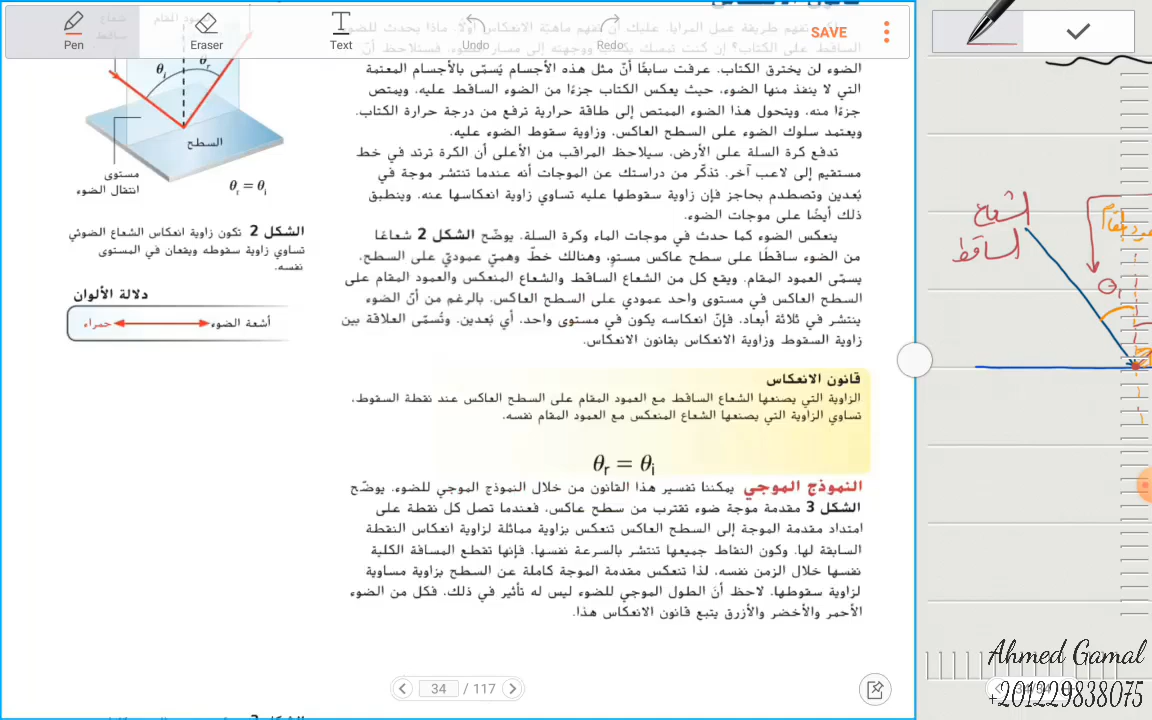 Pen
Eraser
Text
Undo
Redo
SAVE
قانون الانعكاس
الضوء لن يخترق الكتاب. عرفت سابقًا أنّ مثل هذه الأجسام يُسمّى بالأجسام المعتمة
التي لا ينفذ منها الضوء، حيث يعكس الكتاب جزءًا من الضوء الساقط عليه، ويمتص
جزءًا منه، ويتحول هذا الضوء الممتص إلى طاقة حرارية ترفع من درجة حرارة الكتاب.
ويعتمد سلوك الضوء على السطح العاكس، وزاوية سقوط الضوء عليه.
تدفع كرة السلة على الأرض، سيلاحظ المراقب من الأعلى أن الكرة ترتد في خط
مستقيم إلى لاعب آخر. تذكّر من دراستك عن الموجات أنه عندما تنتشر موجة في
بُعدين وتصطدم بحاجز فإن زاوية سقوطها عليه تساوي زاوية انعكاسها عنه. وينطبق
ذلك أيضًا على موجات الضوء.
ينعكس الضوء كما حدث في موجات الماء وكرة السلة. يوضّح الشكل 2 شعاعًا
من الضوء ساقطًا على سطح عاكس مستوٍ، وهنالك خطّ وهميّ عموديّ على السطح،
يسمّى العمود المقام. ويقع كل من الشعاع الساقط والشعاع المنعكس والعمود المقام على
السطح العاكس في مستوى واحد عمودي على السطح العاكس. بالرغم من أنّ الضوء
ينتشر في ثلاثة أبعاد، فإنّ انعكاسه يكون في مستوى واحد، أي بُعدين. وتُسمّى العلاقة بين
زاوية السقوط وزاوية الانعكاس بقانون الانعكاس.
قانون الانعكاس
الزاوية التي يصنعها الشعاع الساقط مع العمود المقام على السطح العاكس عند نقطة السقوط،
تساوي الزاوية التي يصنعها الشعاع المنعكس مع العمود المقام نفسه.
θr = θi
النموذج الموجي يمكننا تفسير هذا القانون من خلال النموذج الموجي للضوء. يوضّح
الشكل 3 مقدمة موجة ضوء تقترب من سطح عاكس، فعندما تصل كل نقطة على
امتداد مقدمة الموجة إلى السطح العاكس تنعكس بزاوية مماثلة لزاوية انعكاس النقطة
السابقة لها. وكون النقاط جميعها تنتشر بالسرعة نفسها، فإنها تقطع المسافة الكلية
نفسها خلال الزمن نفسه، لذا تنعكس مقدمة الموجة كاملة عن السطح بزاوية مساوية
لزاوية سقوطها. لاحظ أن الطول الموجي للضوء ليس له تأثير في ذلك، فكل من الضوء
الأحمر والأخضر والأزرق يتبع قانون الانعكاس هذا.
θi
θr
السطح
مستوى
انتقال الضوء
θr = θi
الشكل 2 تكون زاوية انعكاس الشعاع الضوئي
تساوي زاوية سقوطه ويقعان في المستوى
نفسه.
دلالة الألوان
أشعة الضوء
حمراء
34 / 117
الشعاع
الساقط
Ahmed Gamal
+201229838075